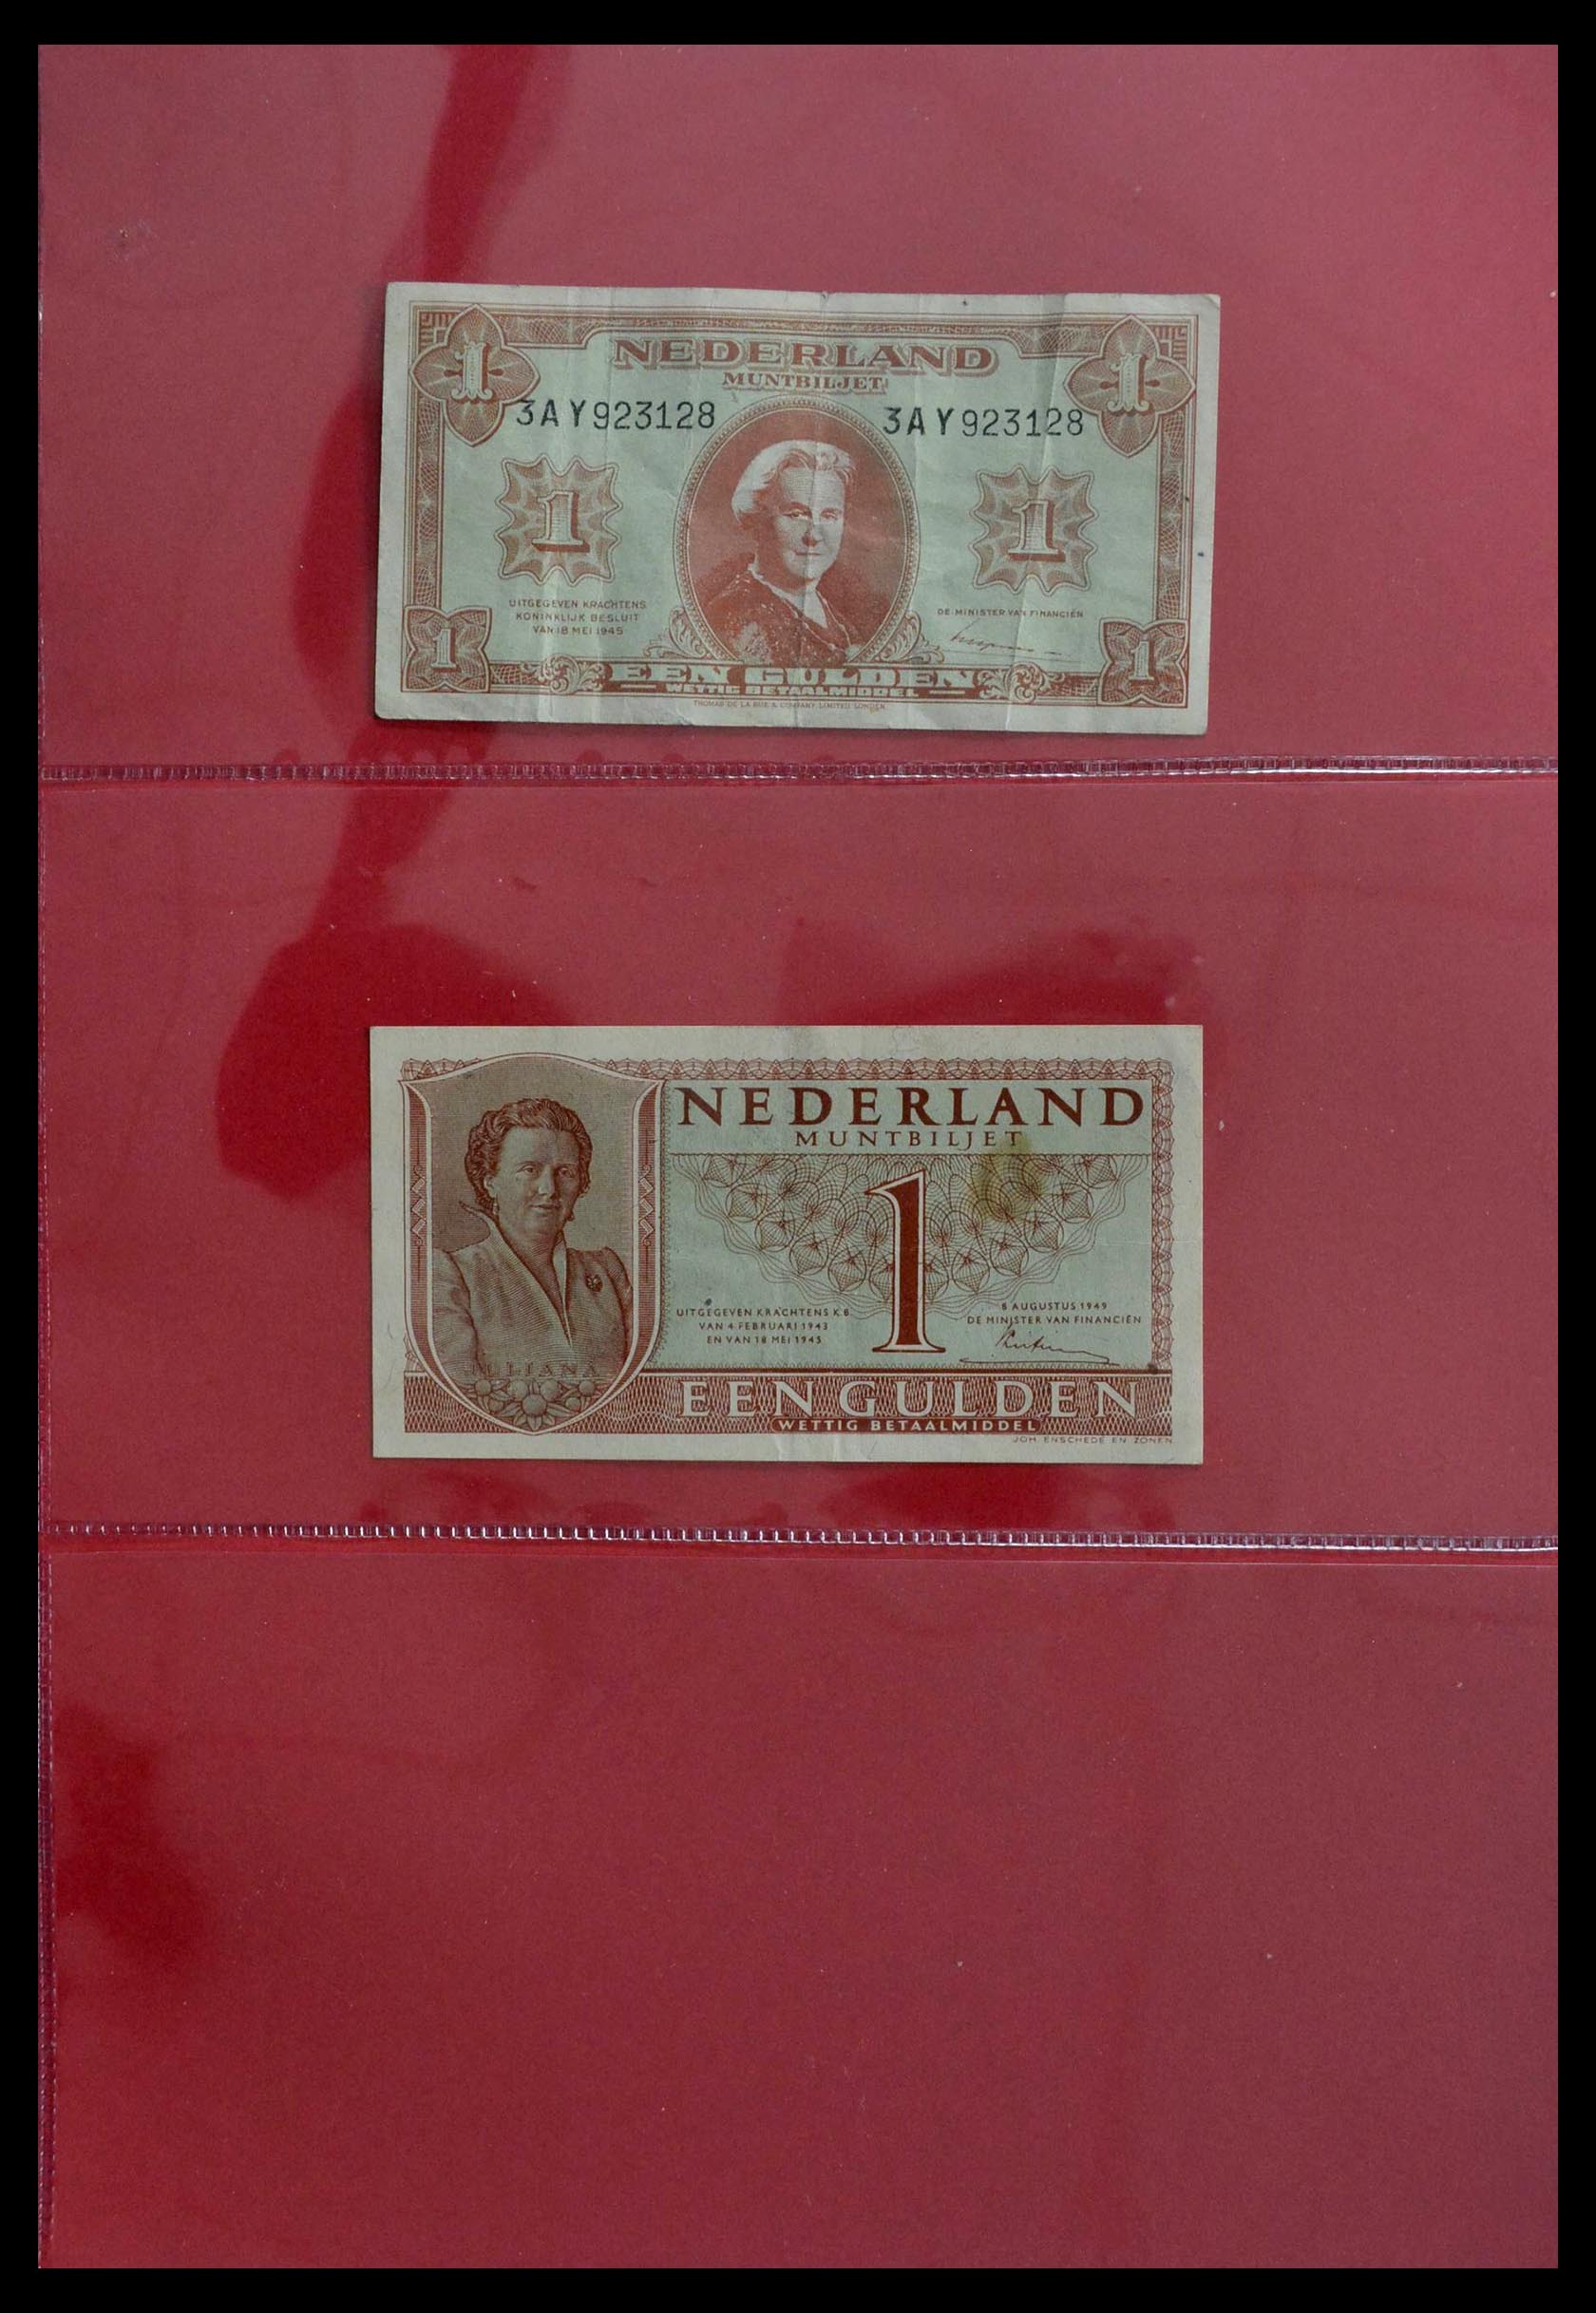 1 1
NEDERLAND
MUNTBILJET
3AY923128 3AY923128
1 1
UITGEGEVEN KRACHTENS
KONINKLIJK BESLUIT
VAN 18 MEI 1945
DE MINISTER VAN FINANCIËN
1 1
EEN GULDEN
WETTIG BETAALMIDDEL
THOMAS DE LA RUE & COMPANY LIMITED LONDEN
NEDERLAND
MUNTBILJET
1
UITGEGEVEN KRACHTENS K.B.
VAN 4 FEBRUARI 1943
EN VAN 18 MEI 1945
8 AUGUSTUS 1949
DE MINISTER VAN FINANCIËN
JULIANA
EEN GULDEN
WETTIG BETAALMIDDEL
JOH. ENSCHEDÉ EN ZONEN